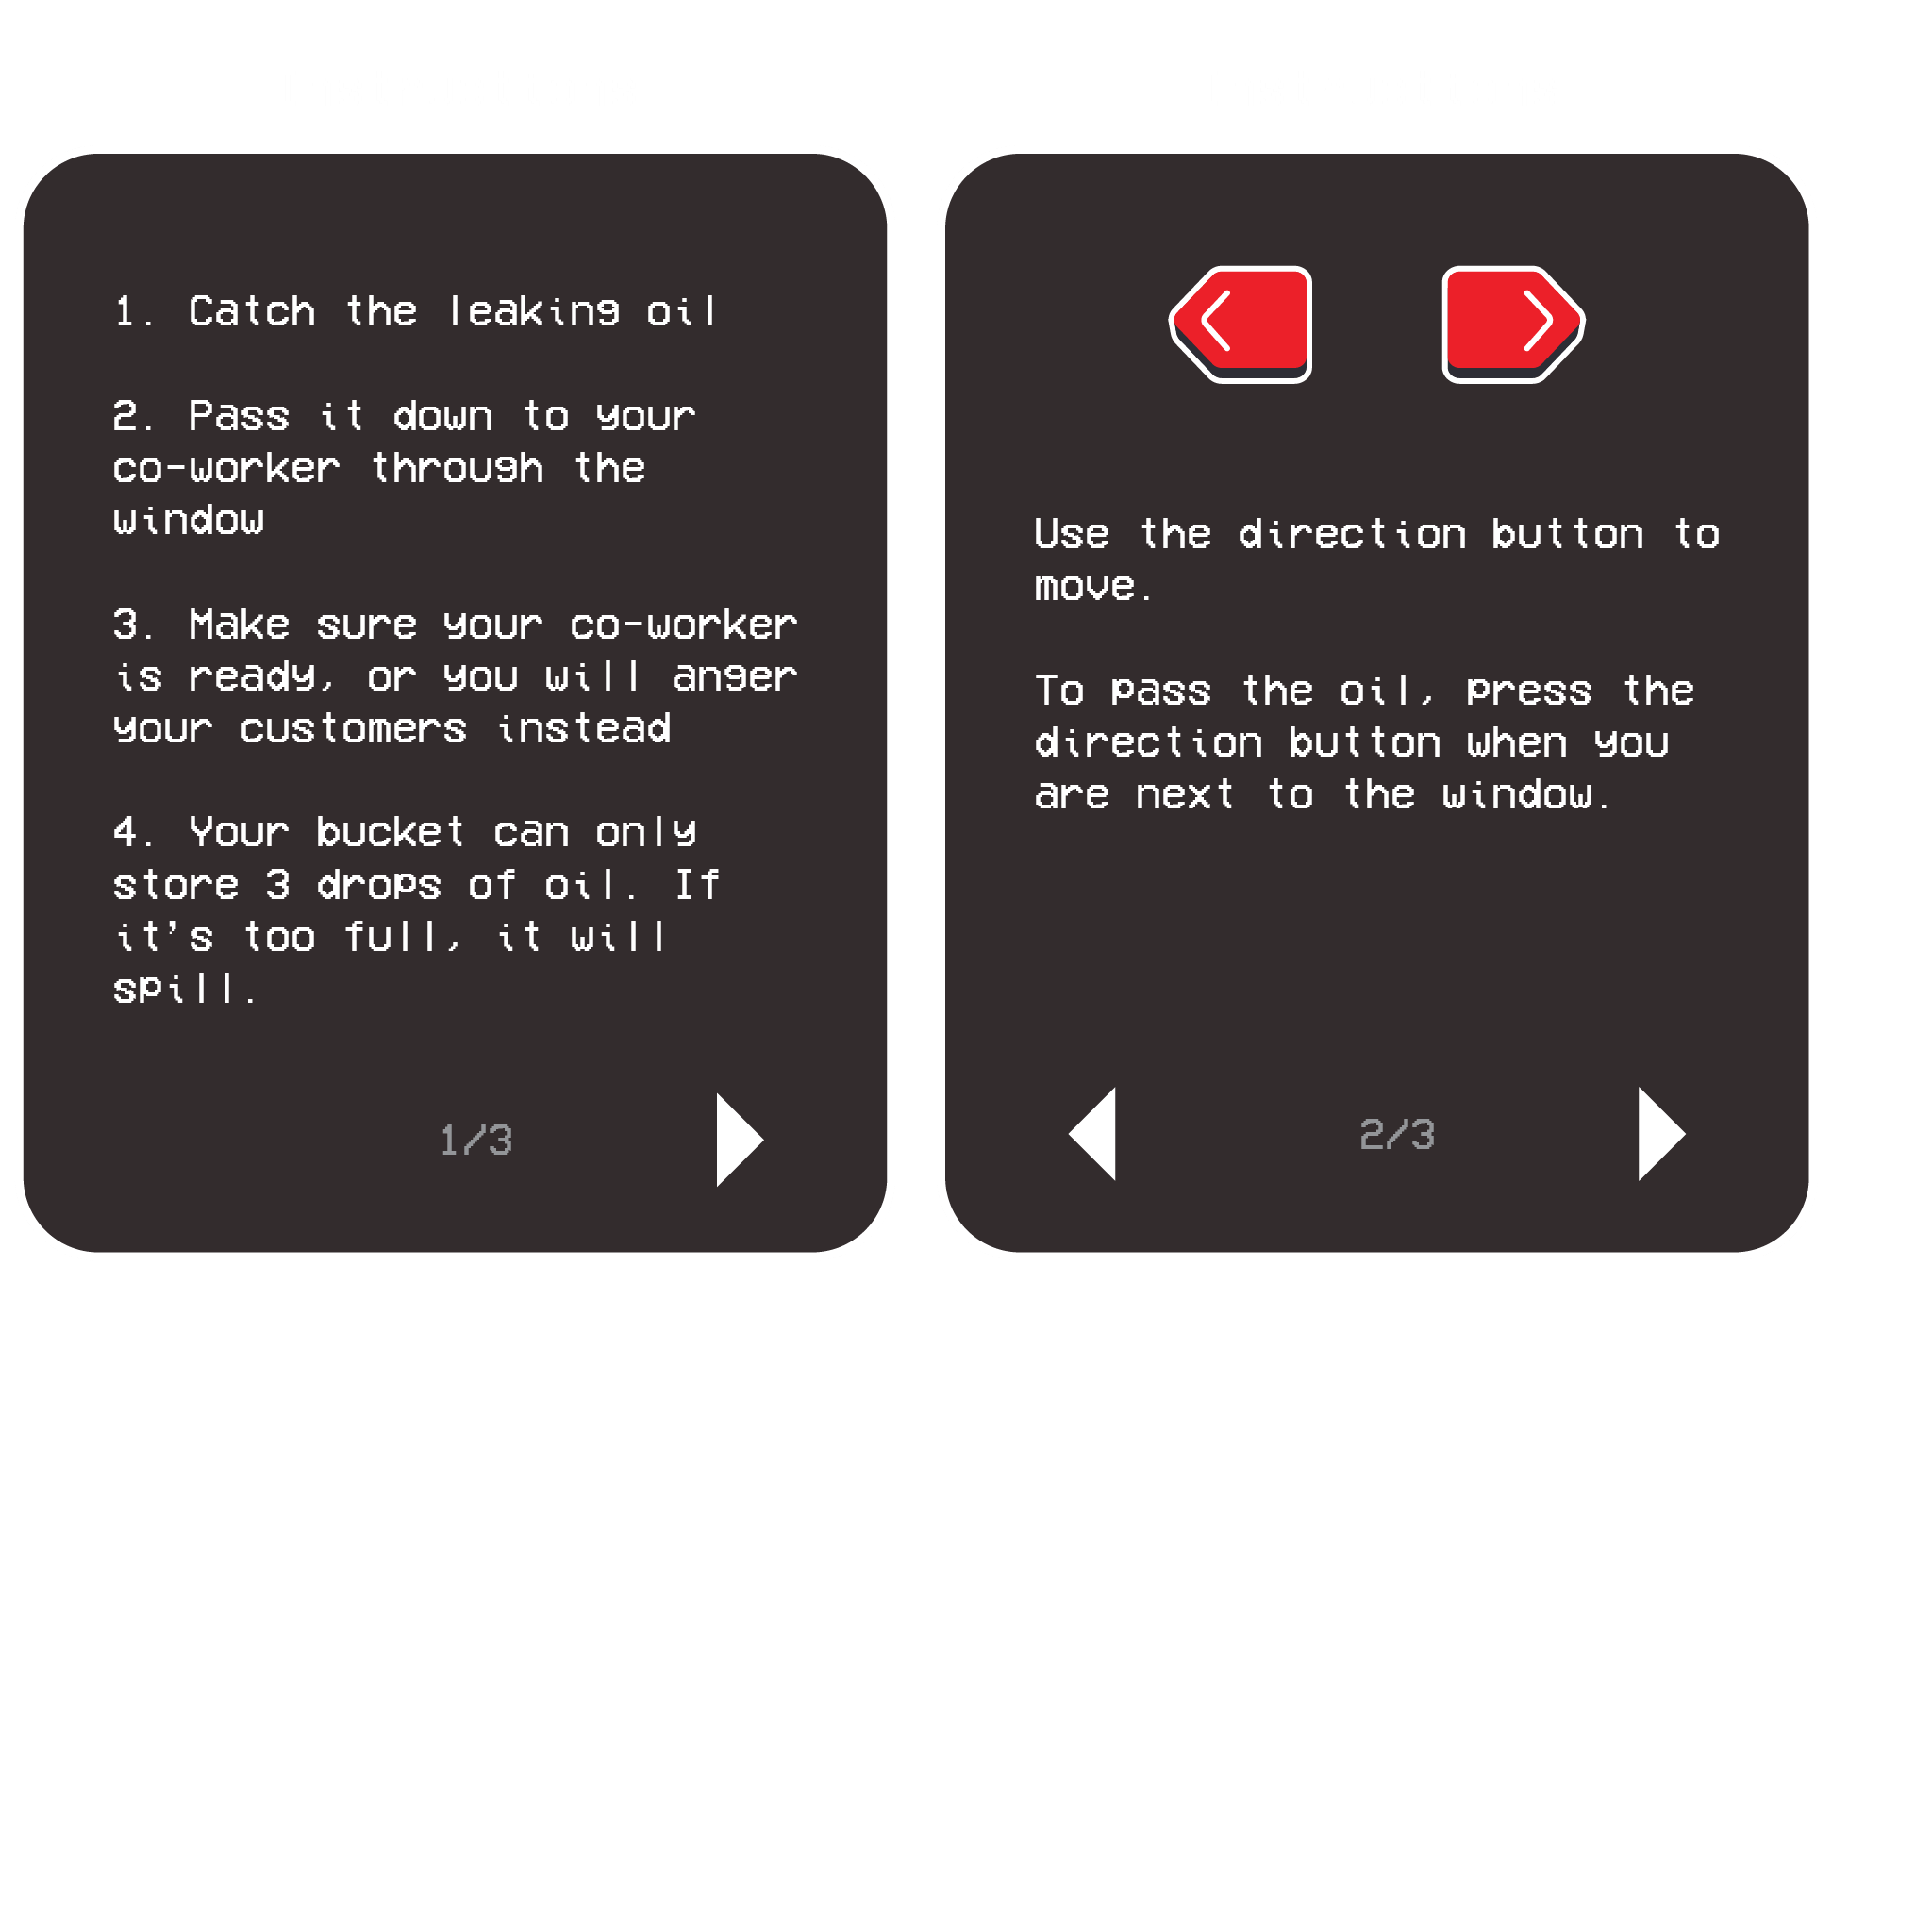 1. Catch the leaking oil
2. Pass it down to your
co-worker through the
window
3. Make sure your co-worker
is ready, or you will anger
your customers instead
4. Your bucket can only
store 3 drops of oil. If
it's too full, it will
spill.
1/3
Use the direction button to
move.
To pass the oil, press the
direction button when you
are next to the window.
2/3